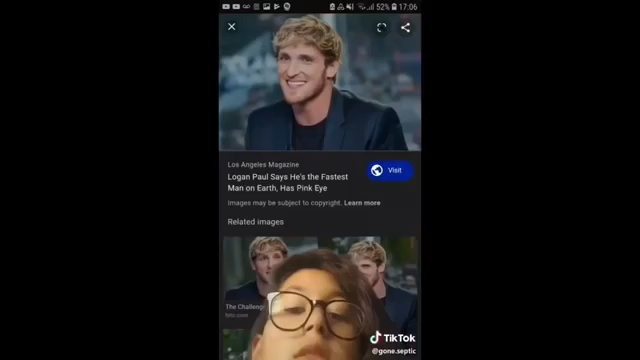 52% 17:06
Los Angeles Magazine
Logan Paul Says He's the Fastest
Man on Earth, Has Pink Eye
Visit
Images may be subject to copyright. Learn more
Related images
The Challenge
TikTok
@gone.septic